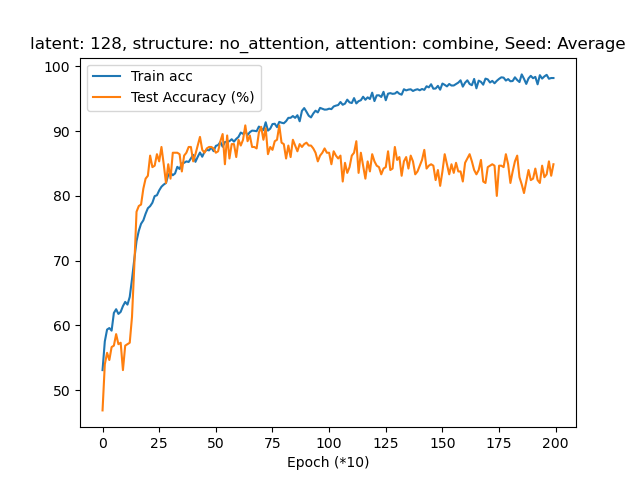 latent: 128, structure: no_attention, attention: combine, Seed: Average
Train acc
Test Accuracy (%)
100
90
80
70
60
50
0 25 50 75 100 125 150 175 200
Epoch (*10)